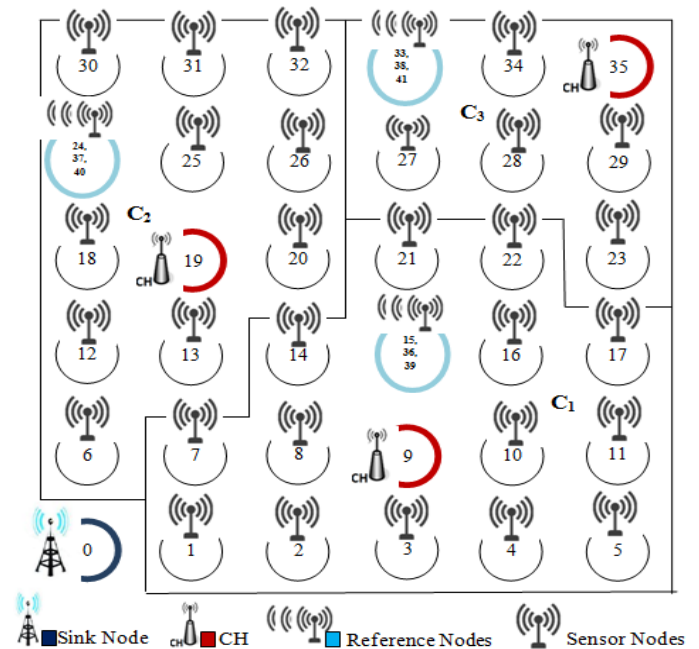 30 31 32 33, 38, 41 34 CH 35
C3
24, 37, 40 25 26 27 28 29
C2
18 CH 19 20 21 22 23
12 13 14 15, 36, 39 16 17
C1
6 7 8 CH 9 10 11
0 1 2 3 4 5
CH
Sink Node CH Reference Nodes Sensor Nodes